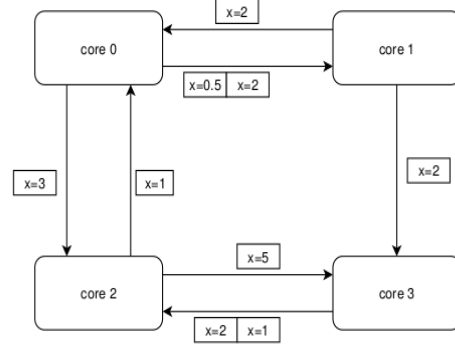 x=2
core 0
core 1
x=0.5 x=2
x=3
x=1
x=2
core 2
x=5
core 3
x=2 x=1